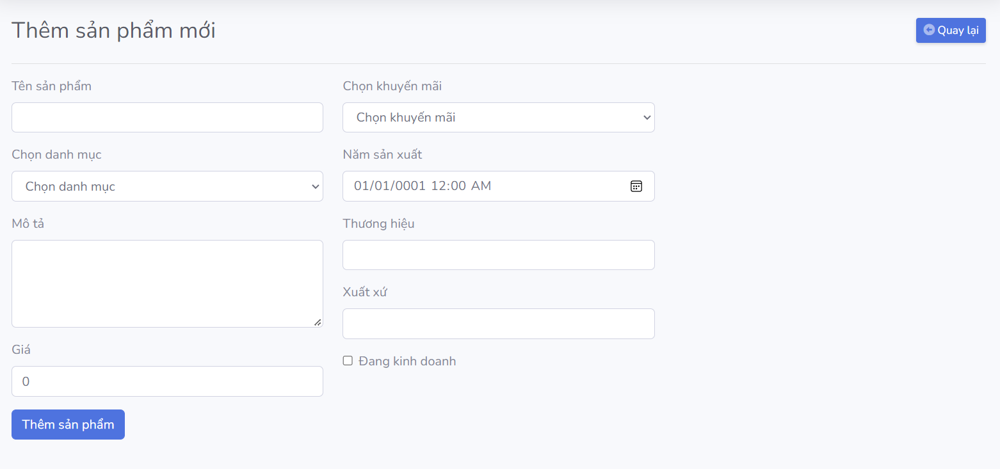 Thêm sản phẩm mới
Quay lại
Tên sản phẩm
Chọn danh mục
Chọn danh mục
Mô tả
Giá
0
Chọn khuyến mãi
Chọn khuyến mãi
Năm sản xuất
01/01/0001 12:00 AM
Thương hiệu
Xuất xứ
Đang kinh doanh
Thêm sản phẩm